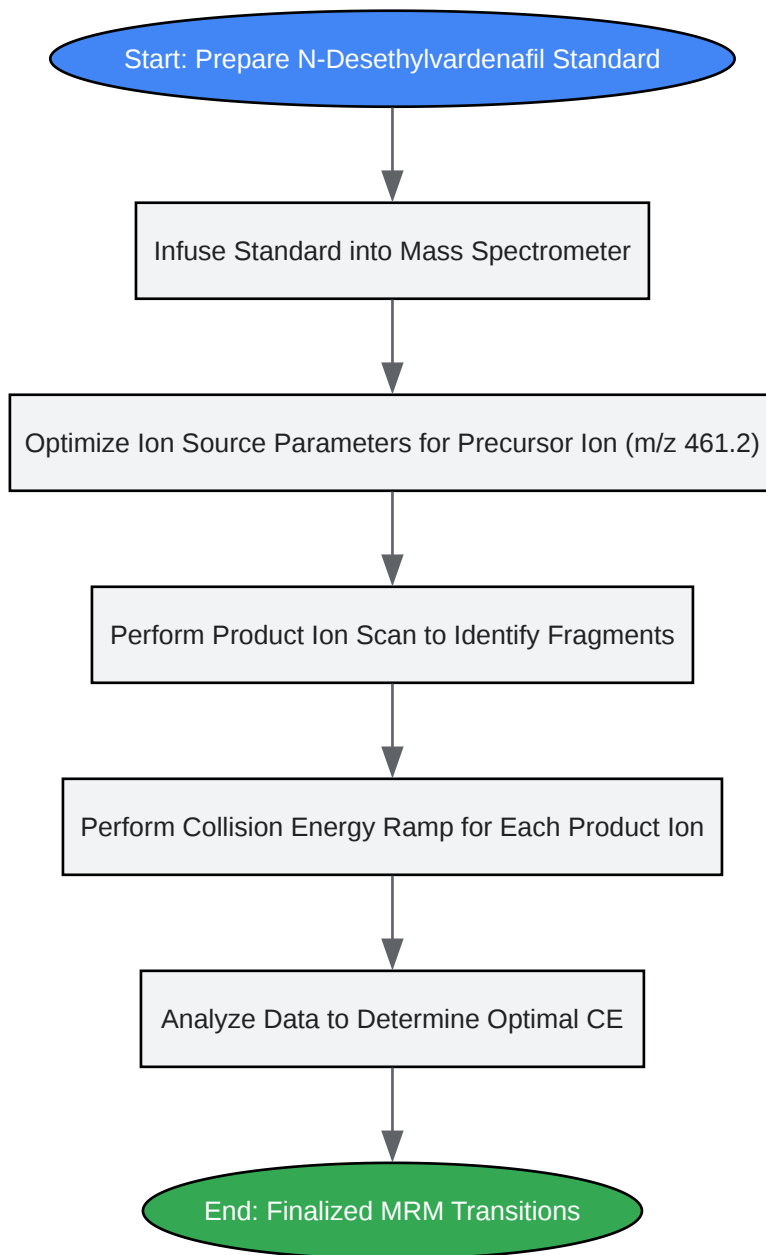 Start: Prepare N-Desethylvardenafil Standard
Infuse Standard into Mass Spectrometer
Optimize Ion Source Parameters for Precursor Ion (m/z 461.2)
Perform Product Ion Scan to Identify Fragments
Perform Collision Energy Ramp for Each Product Ion
Analyze Data to Determine Optimal CE
End: Finalized MRM Transitions